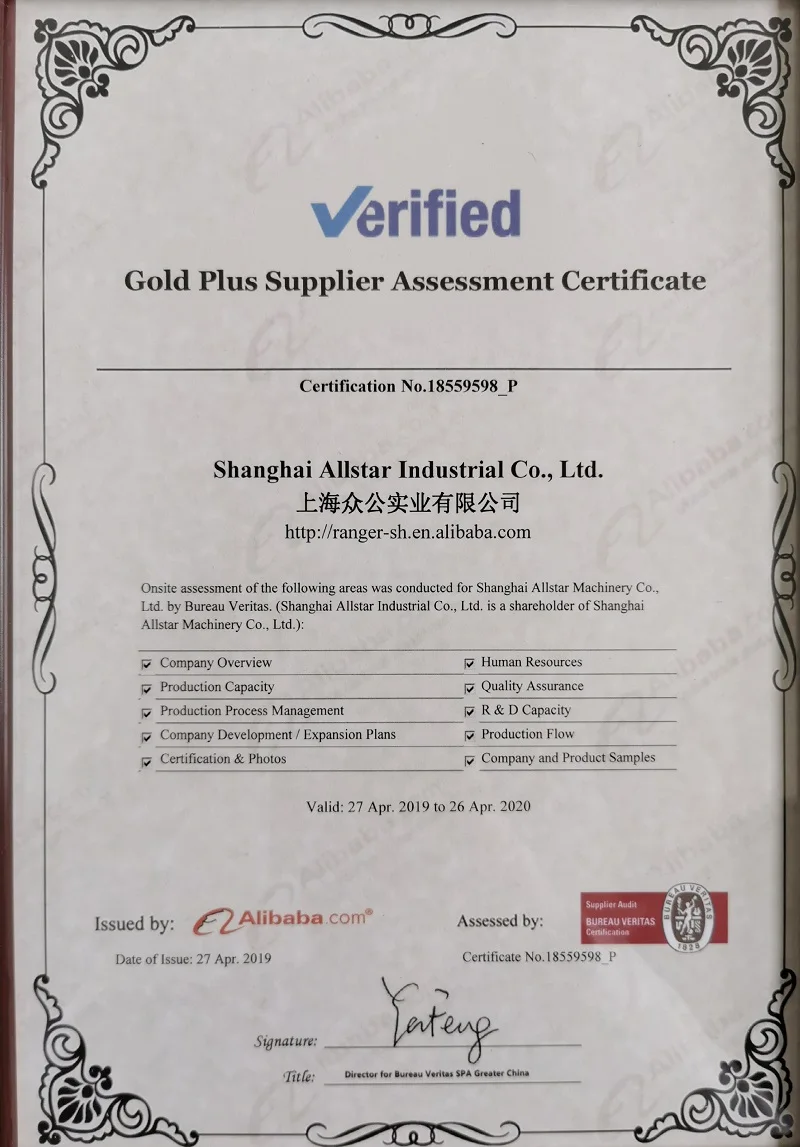 Verified
Gold Plus Supplier Assessment Certificate
Certification No.18559598_P
Shanghai Allstar Industrial Co., Ltd.
上海众公实业有限公司
http://ranger-sh.en.alibaba.com
Onsite assessment of the following areas was conducted for Shanghai Allstar Machinery Co.,
Ltd. by Bureau Veritas. (Shanghai Allstar Industrial Co., Ltd. is a shareholder of Shanghai
Allstar Machinery Co., Ltd.):
Company Overview Human Resources
Production Capacity Quality Assurance
Production Process Management R & D Capacity
Company Development / Expansion Plans Production Flow
Certification & Photos Company and Product Samples
Valid: 27 Apr. 2019 to 26 Apr. 2020
Issued by: Alibaba.com®
Date of Issue: 27 Apr. 2019
Assessed by:
Supplier Audit
BUREAU VERITAS
Certification
BUREAU VERITAS
1828
Certificate No.18559598_P
Signature:
Title: Director for Bureau Veritas SPA Greater China